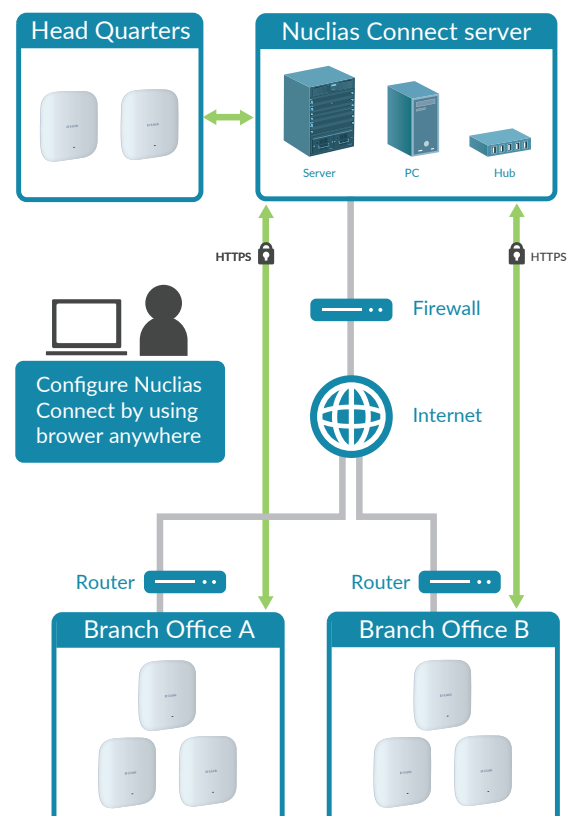 Head Quarters
Nuclias Connect server
Server
PC
Hub
HTTPS
HTTPS
Firewall
Configure Nuclias
Connect by using
brower anywhere
Internet
Router
Router
Branch Office A
Branch Office B